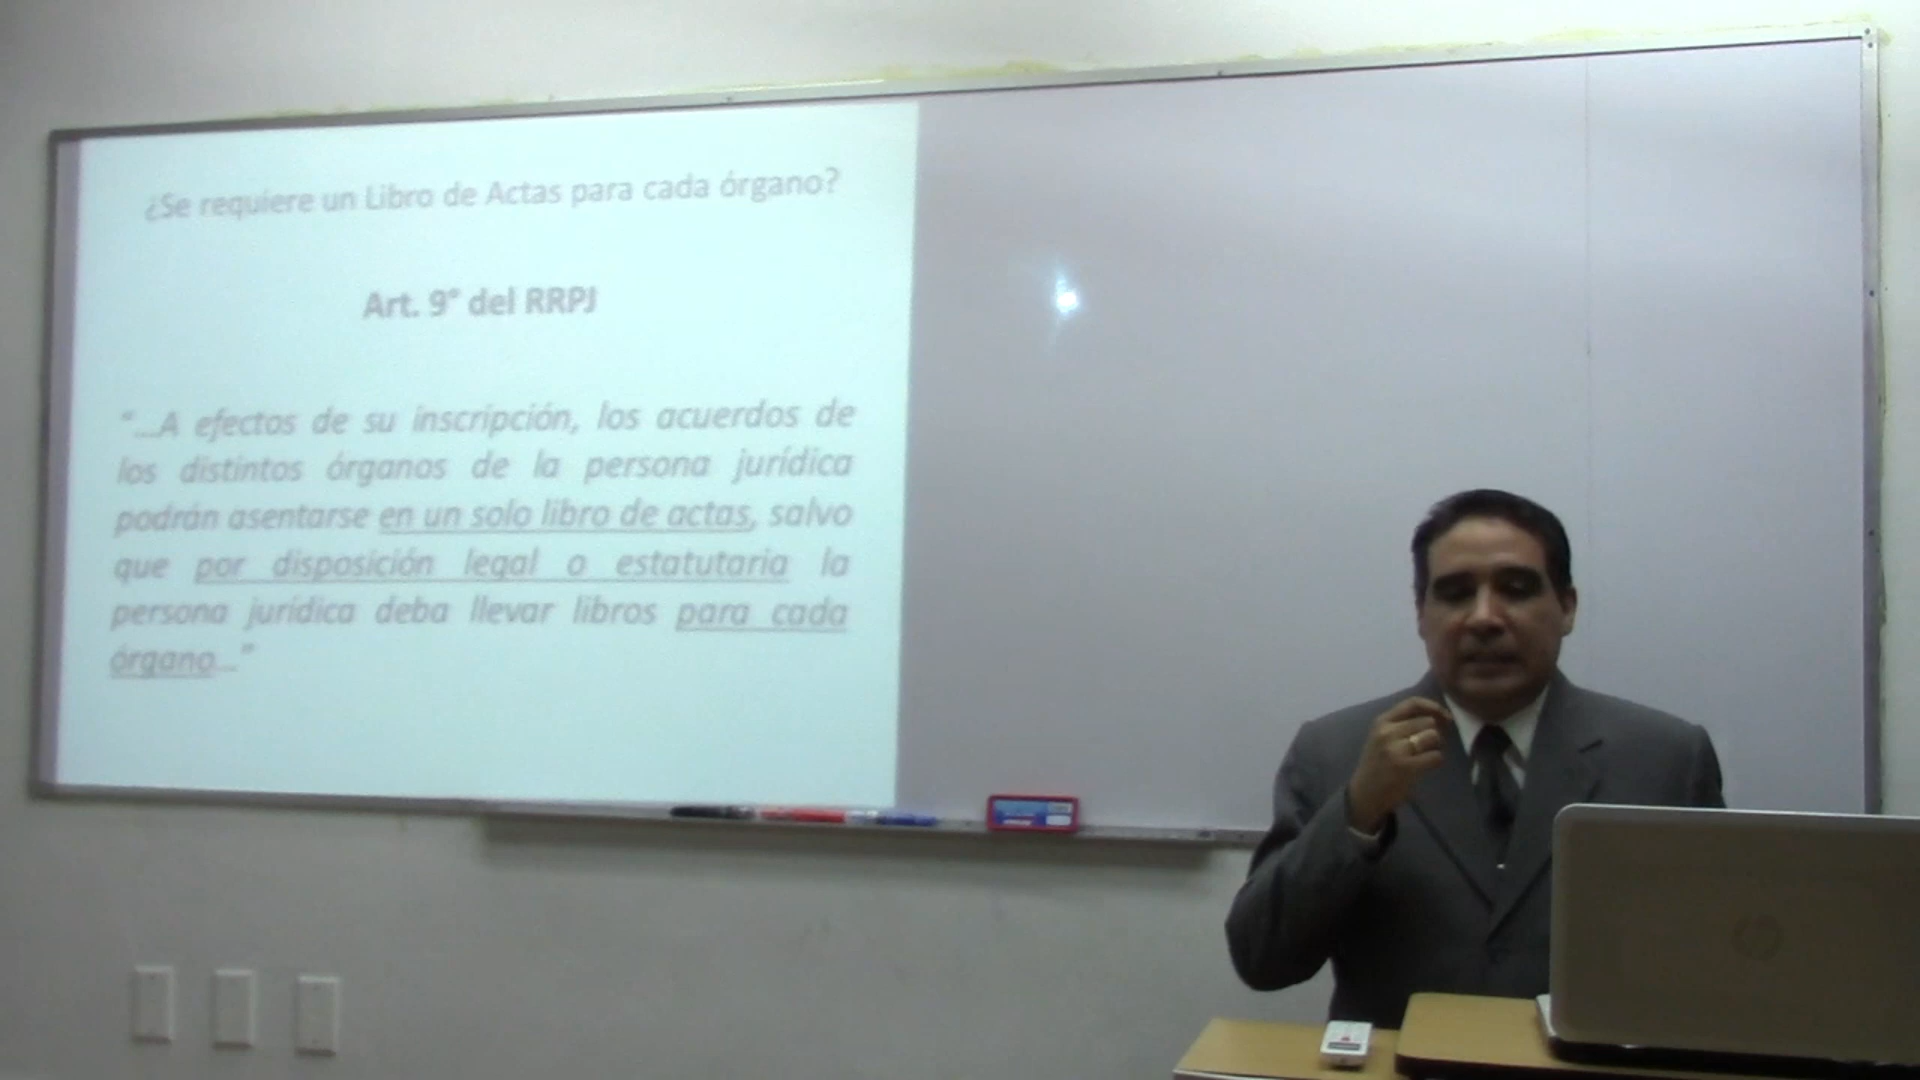 ¿Se requiere un Libro de Actas para cada órgano?
Art. 9° del RRPJ
“...A efectos de su inscripción, los acuerdos de
los distintos órganos de la persona jurídica
podrán asentarse en un solo libro de actas, salvo
que por disposición legal o estatutaria la
persona jurídica deba llevar libros para cada
órgano...”
hp